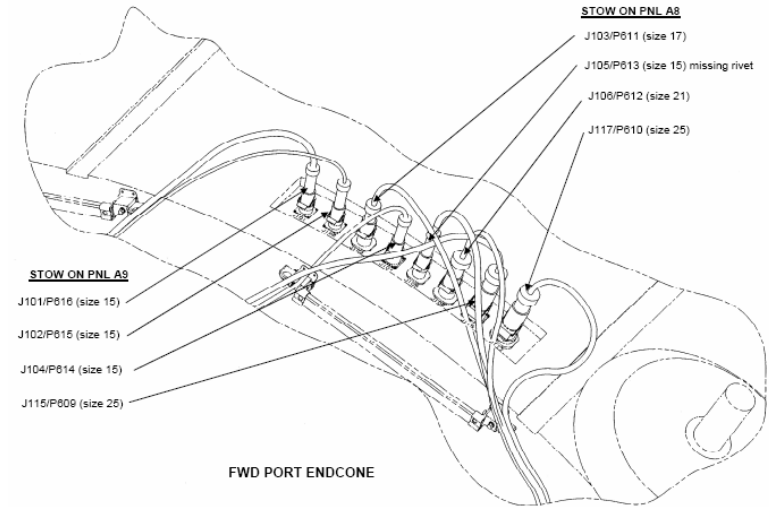 STOW ON PNL A8
J103/P611 (size 17)
J105/P613 (size 15) missing rivet
J106/P612 (size 21)
J117/P610 (size 25)
STOW ON PNL A9
J101/P616 (size 15)
J102/P615 (size 15)
J104/P614 (size 15)
J115/P609 (size 25)
FWD PORT ENDCONE